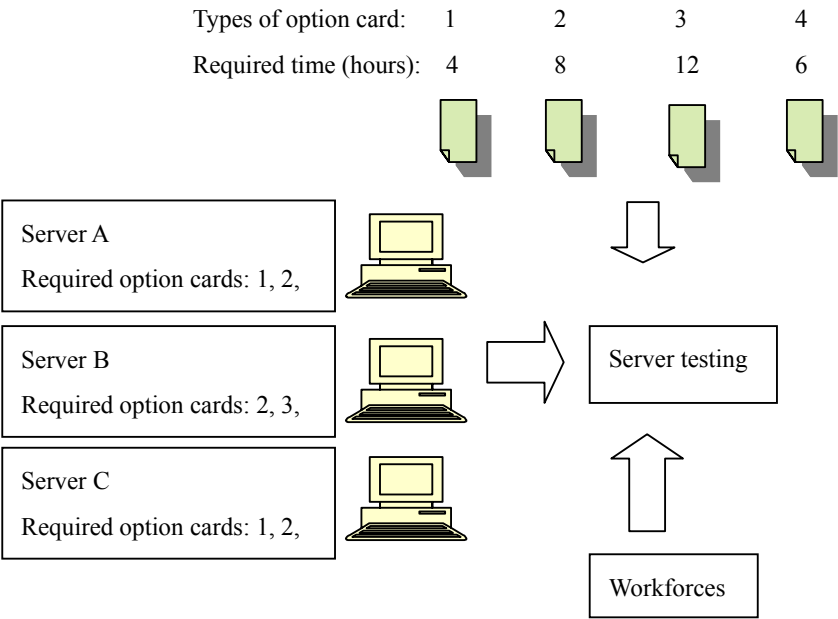 Types of option card: 1 2 3 4
Required time (hours): 4 8 12 6
Server A
Required option cards: 1, 2,
Server B
Required option cards: 2, 3,
Server testing
Server C
Required option cards: 1, 2,
Workforces